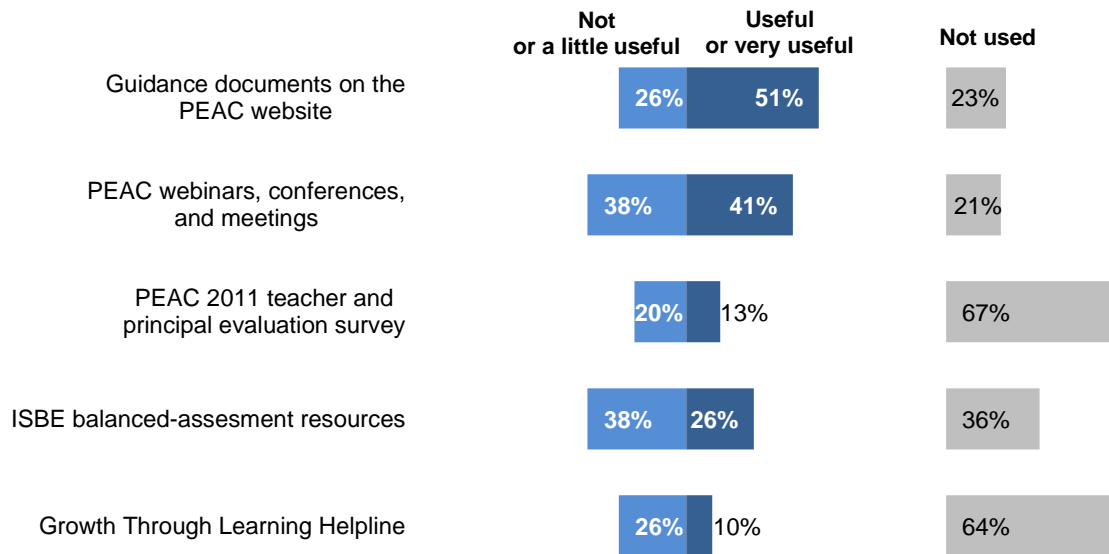 Not
or a little useful
Useful
or very useful
Not used
Guidance documents on the
PEAC website
26%
51%
23%
PEAC webinars, conferences,
and meetings
38%
41%
21%
PEAC 2011 teacher and
principal evaluation survey
20%
13%
67%
ISBE balanced-assesment resources
38%
26%
36%
Growth Through Learning Helpline
26%
10%
64%